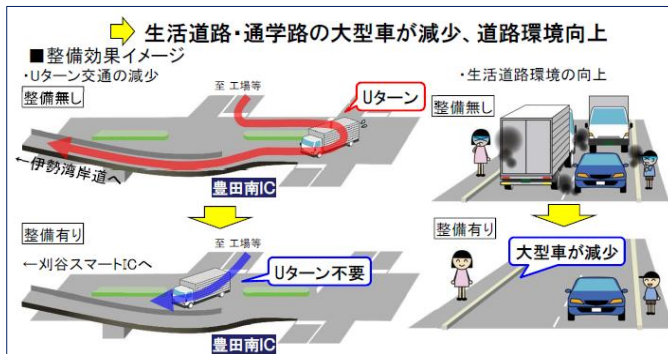 生活道路・通学路の大型車が減少、道路環境向上
■整備効果イメージ
・Uターン交通の減少
整備無し
至 工場等
Uターン
←伊勢湾岸道へ
豊田南IC
整備有り
至 工場等
←刈谷スマートICへ
Uターン不要
豊田南IC
・生活道路環境の向上
整備無し
整備有り
大型車が減少